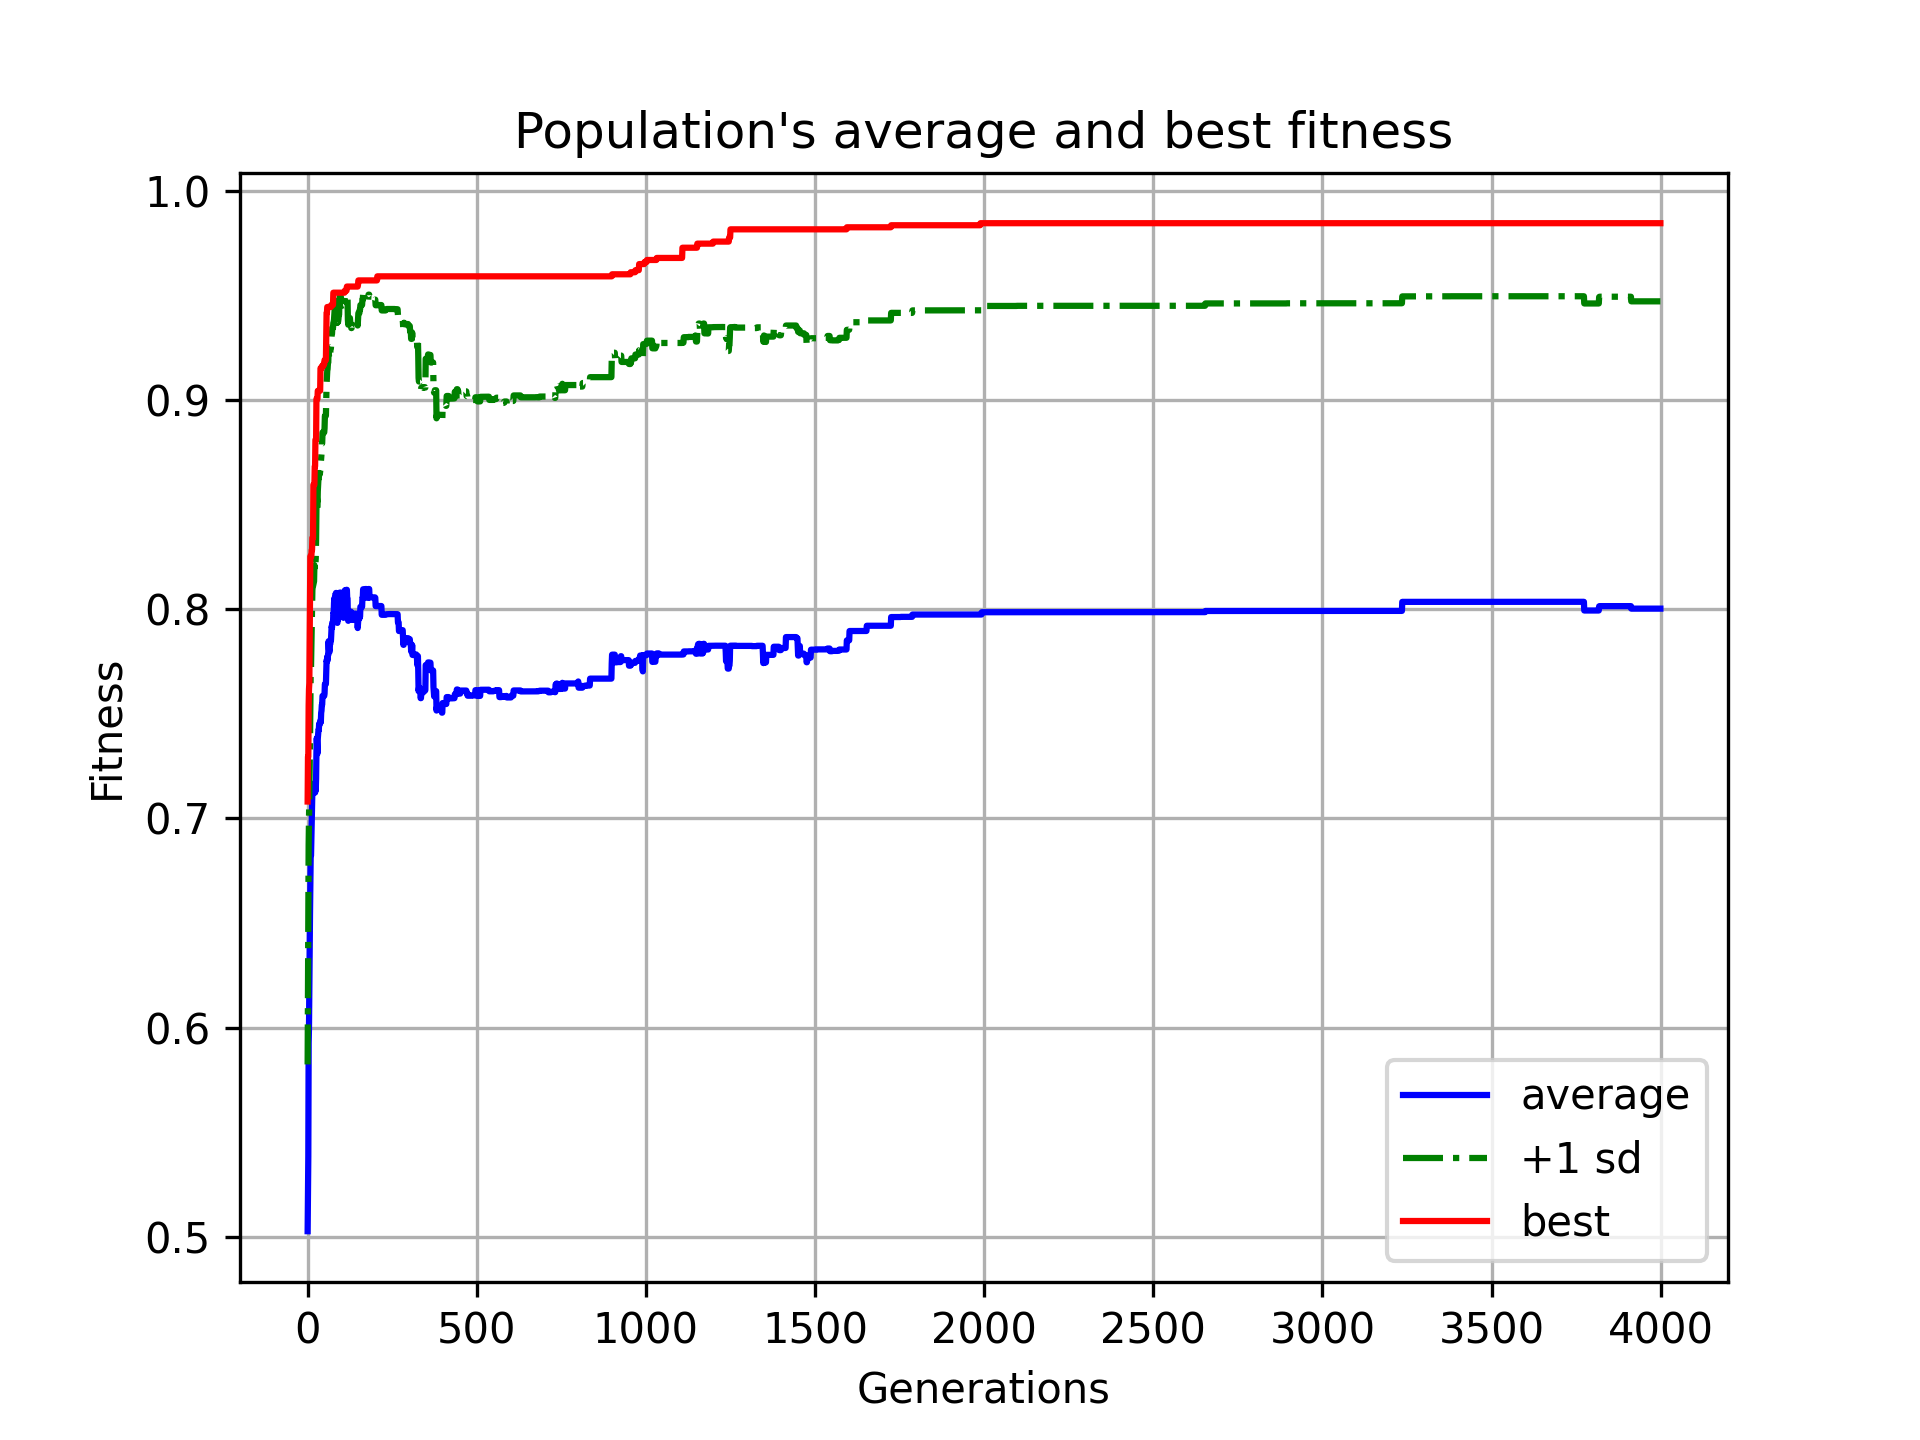 Population's average and best fitness
1.0
0.9
0.8
0.7
0.6
0.5
Fitness
average
+1 sd
best
0 500 1000 1500 2000 2500 3000 3500 4000
Generations